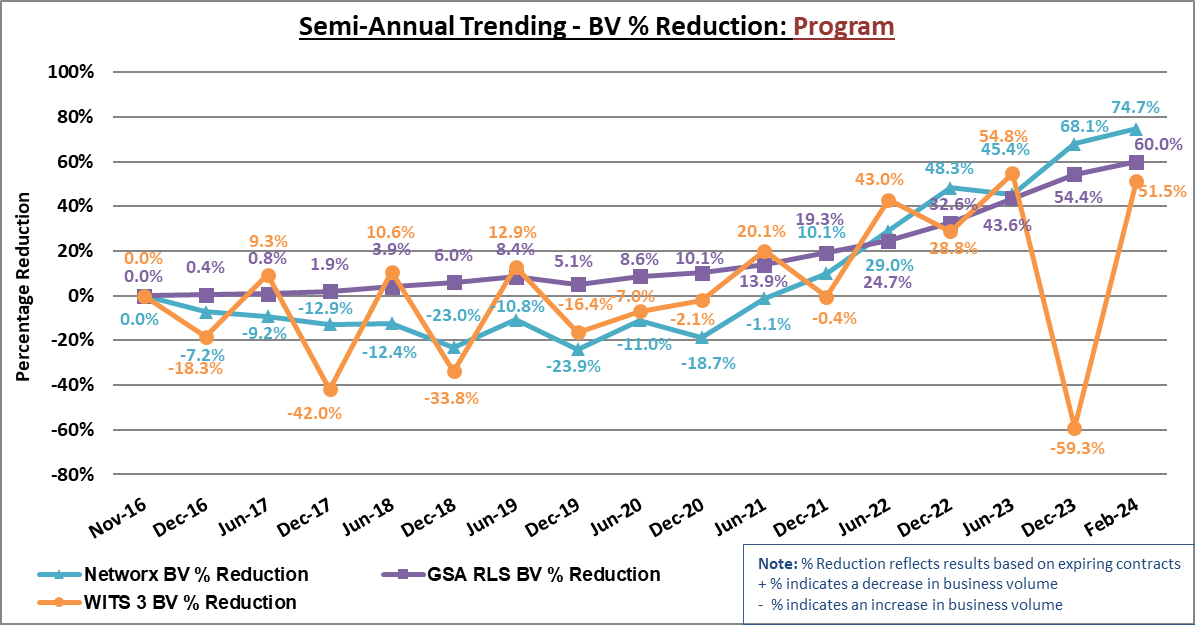 Semi-Annual Trending - BV % Reduction: Program
Percentage Reduction
100%
80%
60%
40%
20%
0%
-20%
-40%
-60%
-80%
0.0%
-7.2%
-9.2%
-12.9%
-12.4%
-23.0%
-10.8%
-23.9%
-11.0%
-18.7%
-1.1%
10.1%
29.0%
48.3%
45.4%
68.1%
74.7%
0.0%
0.4%
0.8%
1.9%
3.9%
6.0%
8.4%
5.1%
8.6%
10.1%
13.9%
19.3%
24.7%
32.6%
43.6%
54.4%
60.0%
0.0%
-18.3%
9.3%
-42.0%
10.6%
-33.8%
12.9%
-16.4%
-7.0%
-2.1%
20.1%
-0.4%
43.0%
28.8%
54.8%
-59.3%
51.5%
Nov-16
Dec-16
Jun-17
Dec-17
Jun-18
Dec-18
Jun-19
Dec-19
Jun-20
Dec-20
Jun-21
Dec-21
Jun-22
Dec-22
Jun-23
Dec-23
Feb-24
Networx BV % Reduction
GSA RLS BV % Reduction
WITS 3 BV % Reduction
Note: % Reduction reflects results based on expiring contracts
+ % indicates a decrease in business volume
- % indicates an increase in business volume